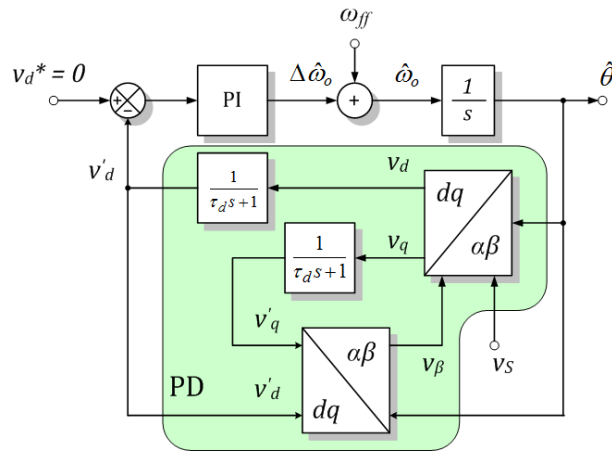 ω_ff
v_d* = 0
+
−
PI
Δω̂_o
+
ω̂_o
1/s
θ̂
v'_d
1/(τ_d s+1)
v_d
dq
αβ
1/(τ_d s+1)
v_q
v'_q
αβ
dq
v_β
v_S
PD
v'_d